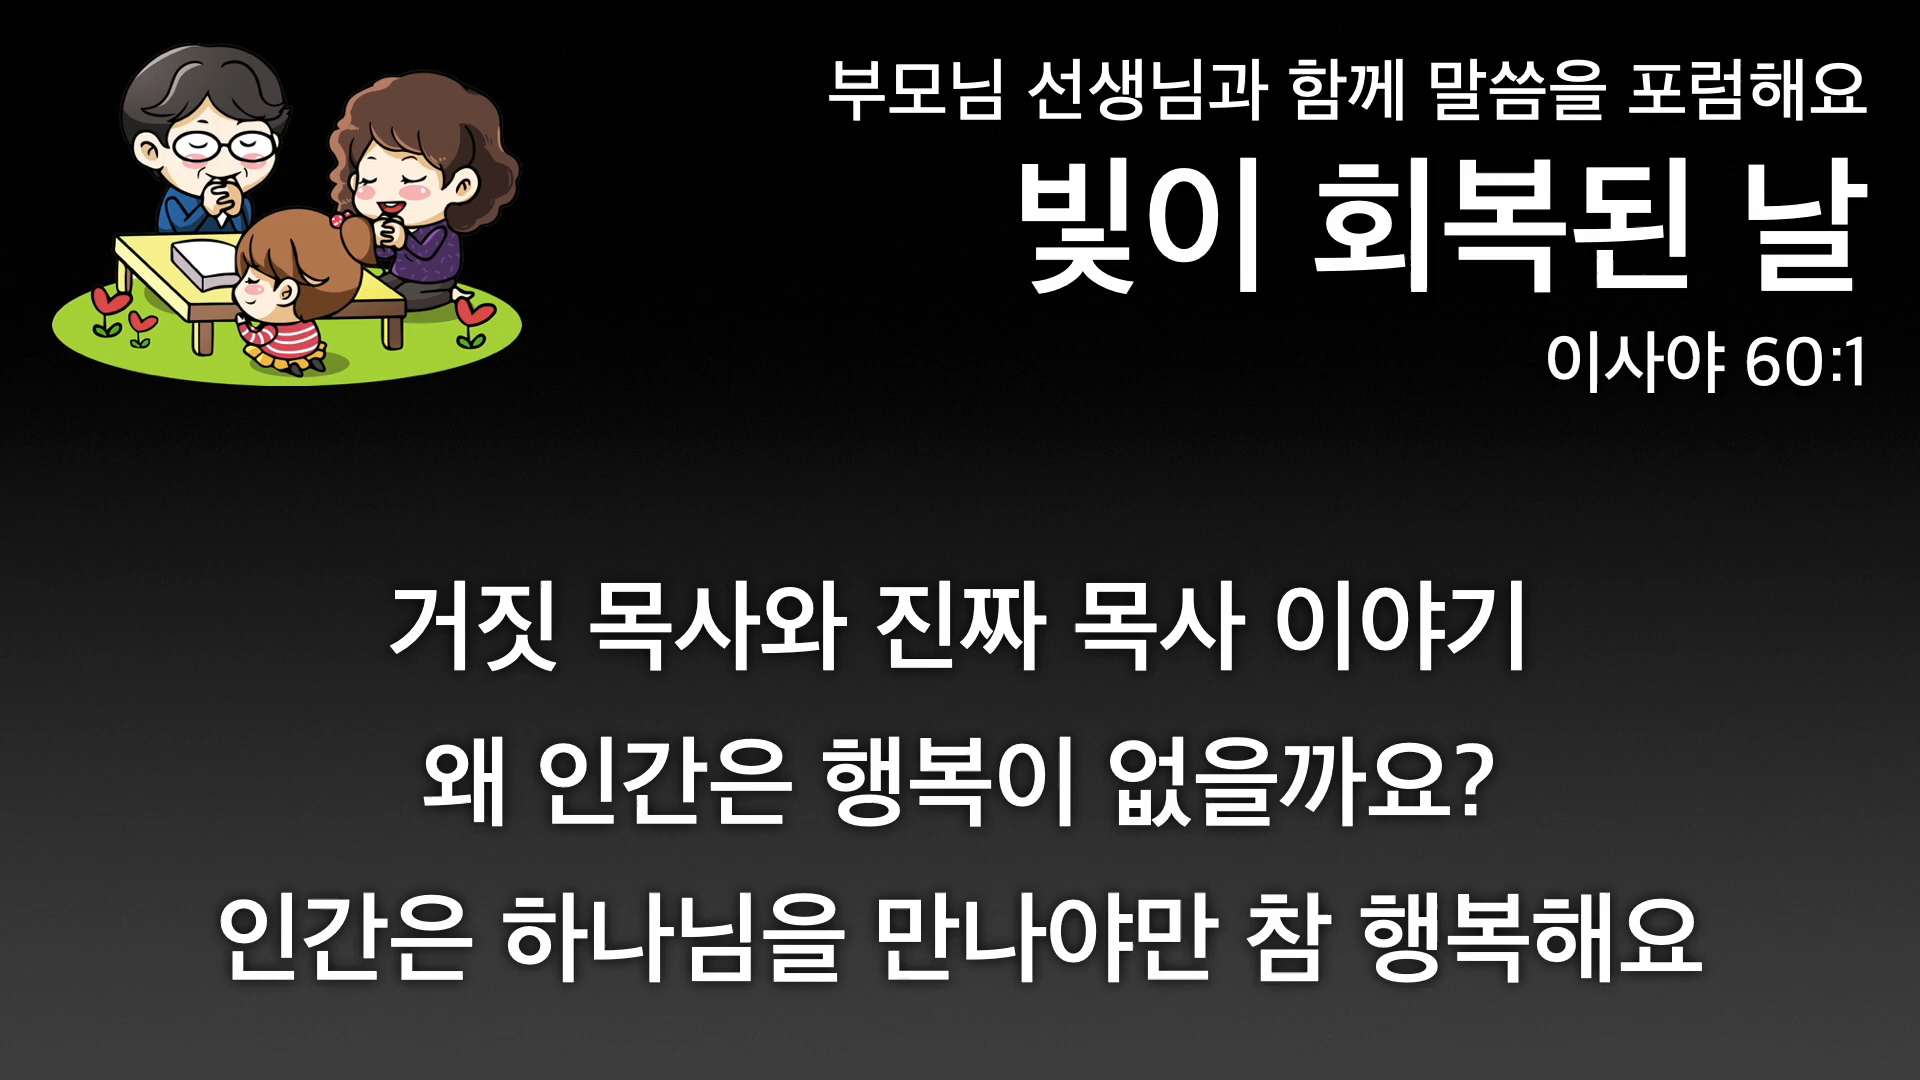 부모님 선생님과 함께 말씀을 포럼해요
빛이 회복된 날
이사야 60:1
거짓 목사와 진짜 목사 이야기
왜 인간은 행복이 없을까요?
인간은 하나님을 만나야만 참 행복해요